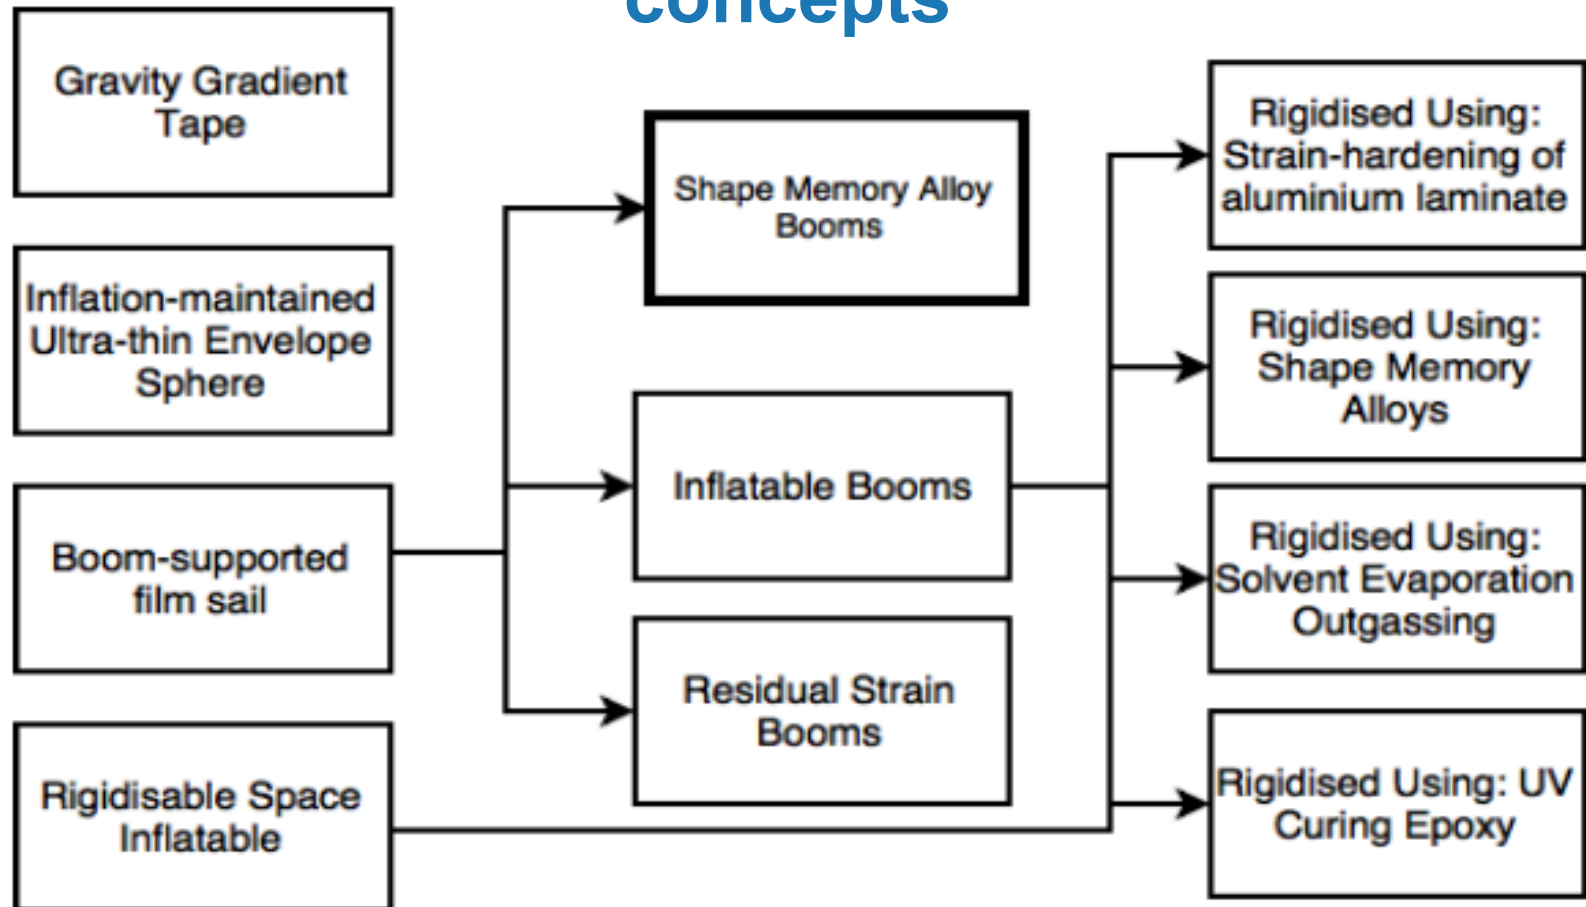 concepts
Gravity Gradient
Tape
Inflation-maintained
Ultra-thin Envelope
Sphere
Boom-supported
film sail
Rigidisable Space
Inflatable
Shape Memory Alloy
Booms
Inflatable Booms
Residual Strain
Booms
Rigidised Using:
Strain-hardening of
aluminium laminate
Rigidised Using:
Shape Memory
Alloys
Rigidised Using:
Solvent Evaporation
Outgassing
Rigidised Using: UV
Curing Epoxy